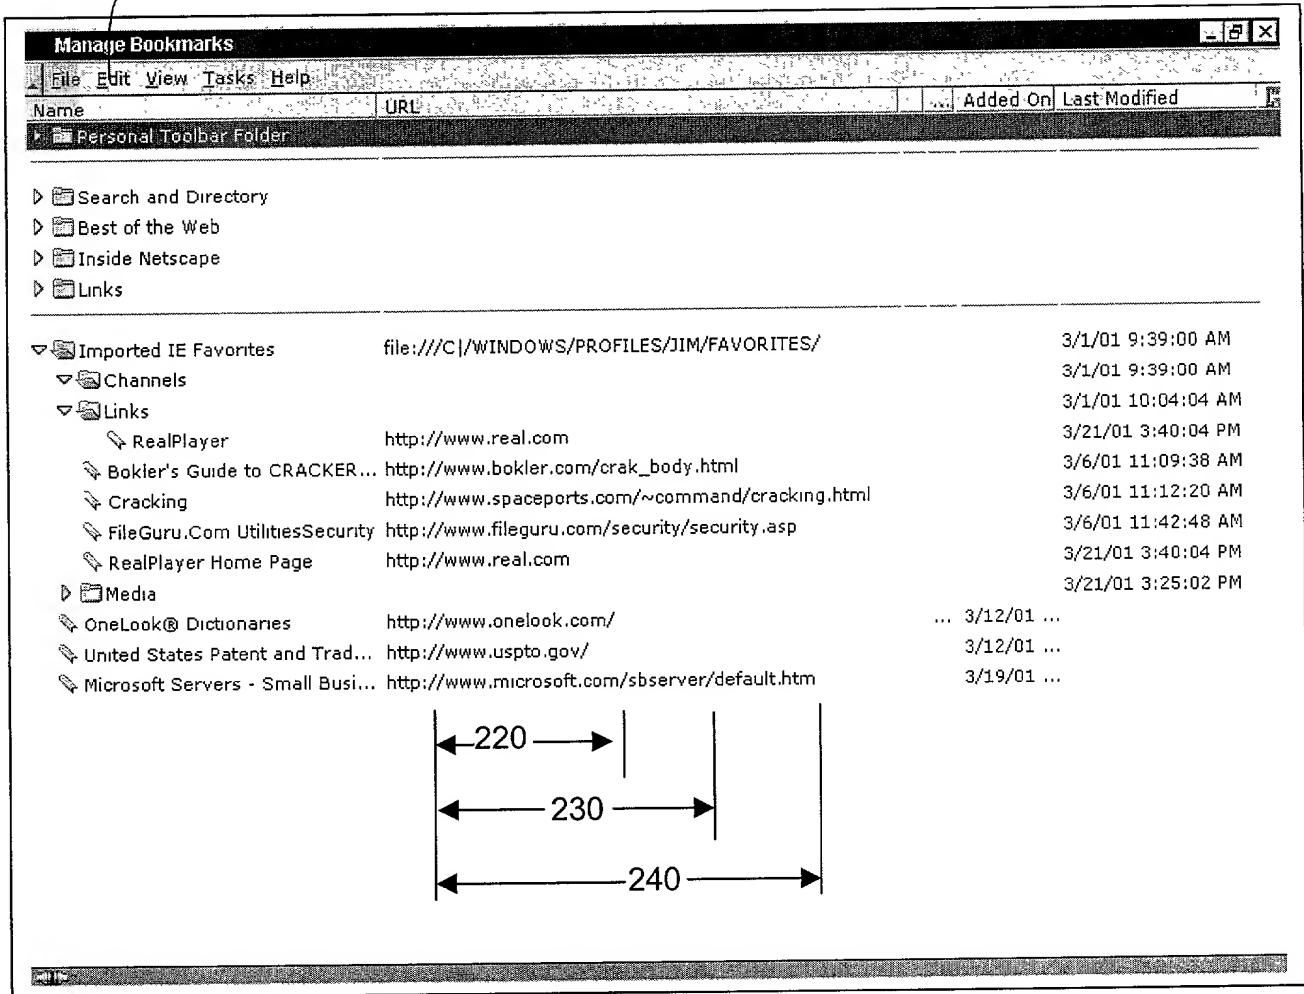 Manage Bookmarks
File Edit View Tasks Help
Name URL ... Added On Last Modified
Personal Toolbar Folder
Search and Directory
Best of the Web
Inside Netscape
Links
Imported IE Favorites file:///C|/WINDOWS/PROFILES/JIM/FAVORITES/ 3/1/01 9:39:00 AM
Channels 3/1/01 9:39:00 AM
Links 3/1/01 10:04:04 AM
RealPlayer http://www.real.com 3/21/01 3:40:04 PM
Bokler's Guide to CRACKER... http://www.bokler.com/crak_body.html 3/6/01 11:09:38 AM
Cracking http://www.spaceports.com/~command/cracking.html 3/6/01 11:12:20 AM
FileGuru.Com UtilitiesSecurity http://www.fileguru.com/security/security.asp 3/6/01 11:42:48 AM
RealPlayer Home Page http://www.real.com 3/21/01 3:40:04 PM
Media 3/21/01 3:25:02 PM
OneLook® Dictionaries http://www.onelook.com/ ... 3/12/01 ...
United States Patent and Trad... http://www.uspto.gov/ 3/12/01 ...
Microsoft Servers - Small Busi... http://www.microsoft.com/sbserver/default.htm 3/19/01 ...
220
230
240